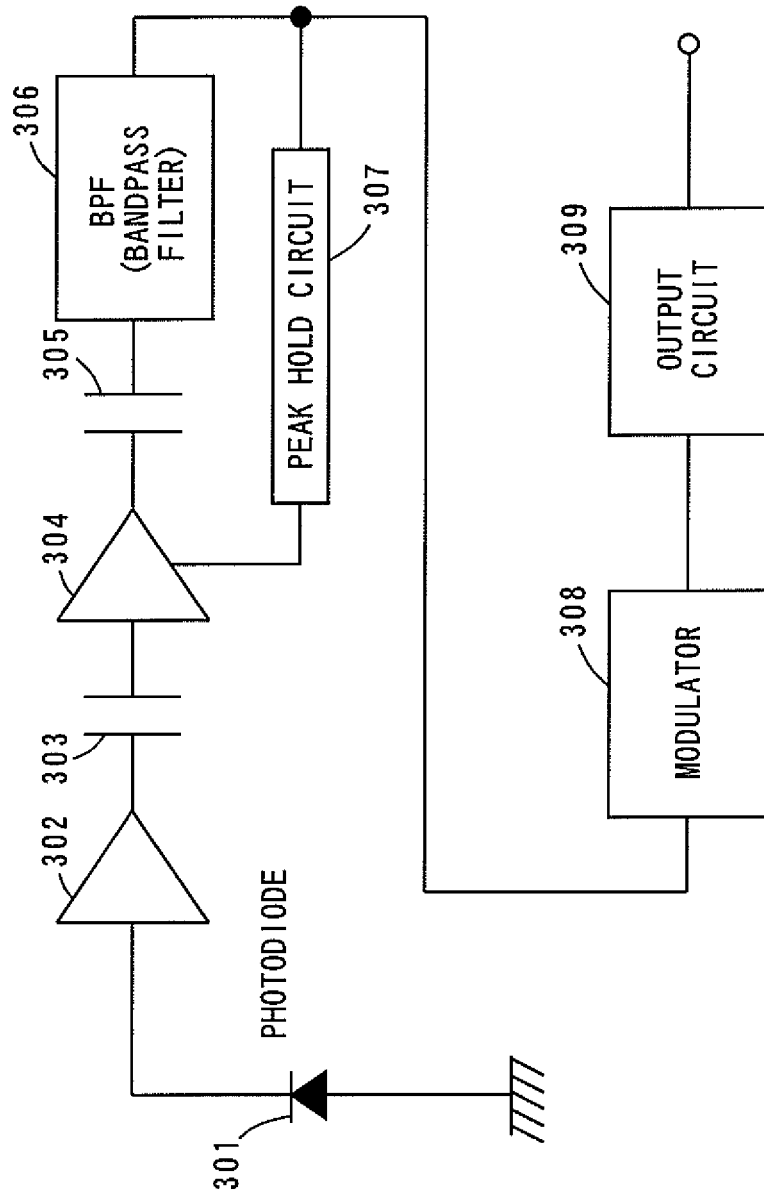 301
PHOTODIODE
302
303
304
305
306
BPF
(BANDPASS
FILTER)
PEAK HOLD CIRCUIT
307
308
MODULATOR
309
OUTPUT
CIRCUIT